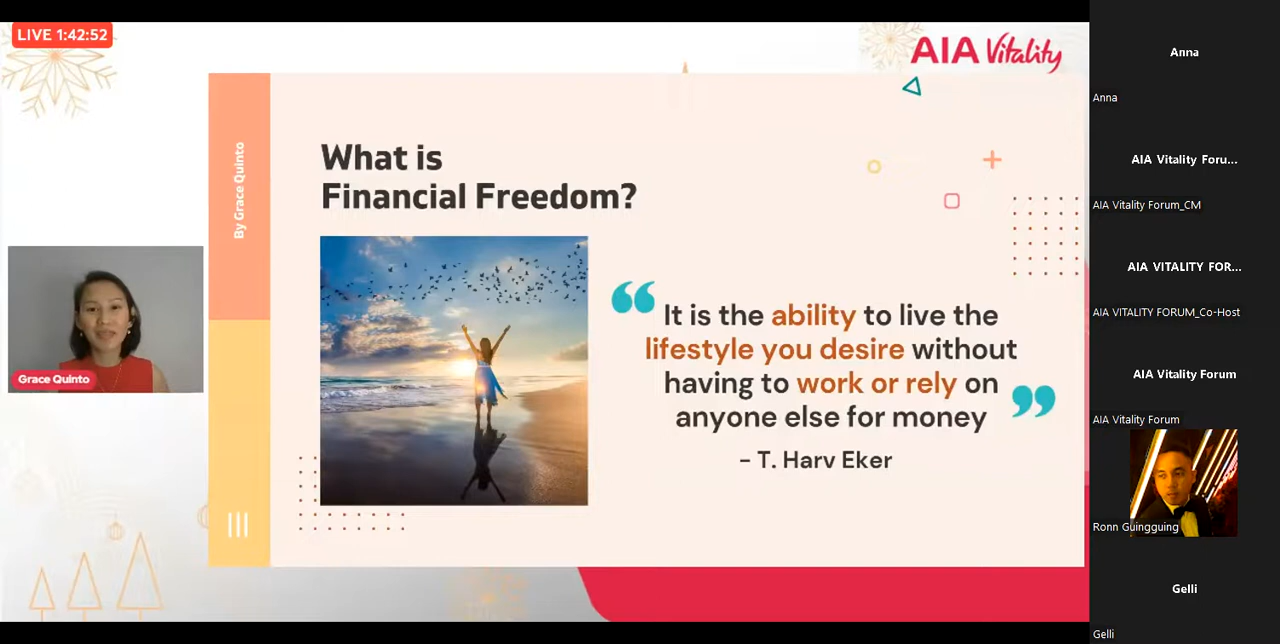 LIVE 1:42:52
AIA Vitality
By Grace Quinto
What is
Financial Freedom?
“ It is the ability to live the
lifestyle you desire without
having to work or rely on
anyone else for money ”
– T. Harv Eker
Grace Quinto
Anna
Anna
AIA Vitality Foru...
AIA Vitality Forum_CM
AIA VITALITY FOR...
AIA VITALITY FORUM_Co-Host
AIA Vitality Forum
AIA Vitality Forum
Ronn Guingguing
Gelli
Gelli